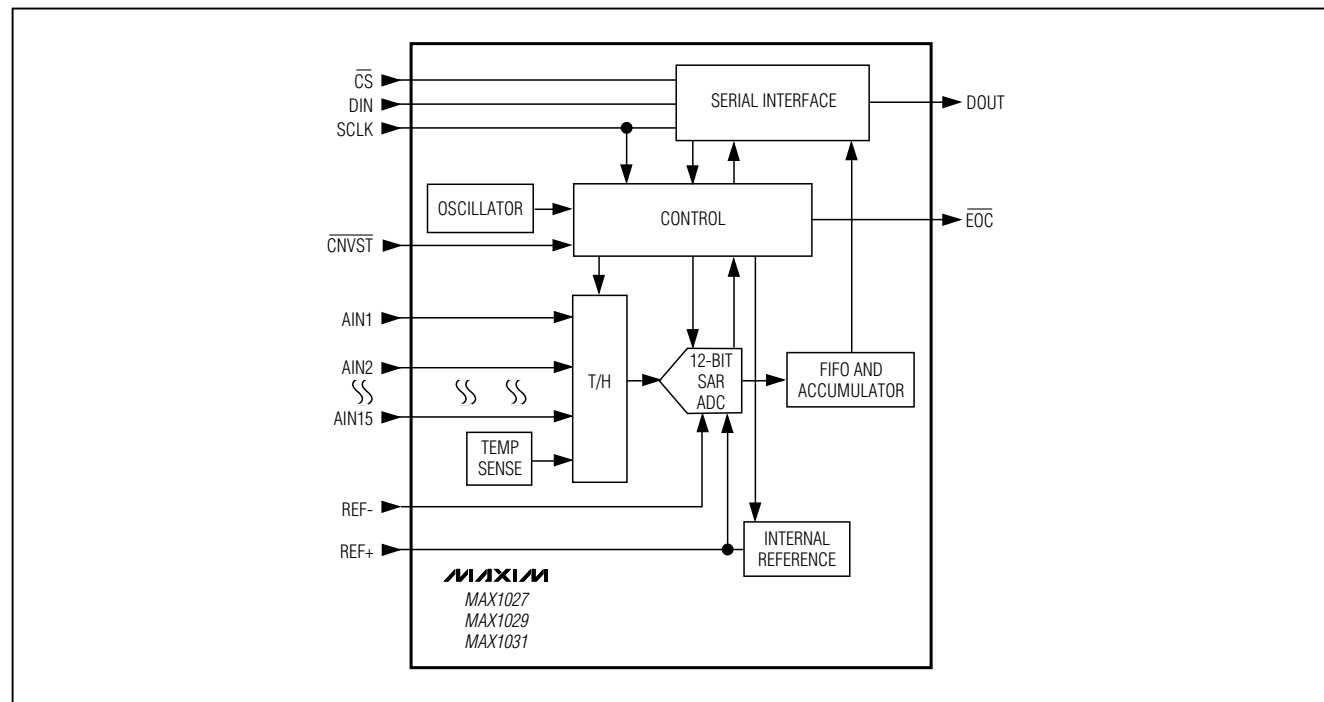 CS
DIN
SCLK
SERIAL INTERFACE
DOUT
OSCILLATOR
CONTROL
EOC
CNVST
AIN1
AIN2
AIN15
T/H
12-BIT
SAR
ADC
FIFO AND
ACCUMULATOR
TEMP
SENSE
REF-
REF+
INTERNAL
REFERENCE
MAXIM
MAX1027
MAX1029
MAX1031